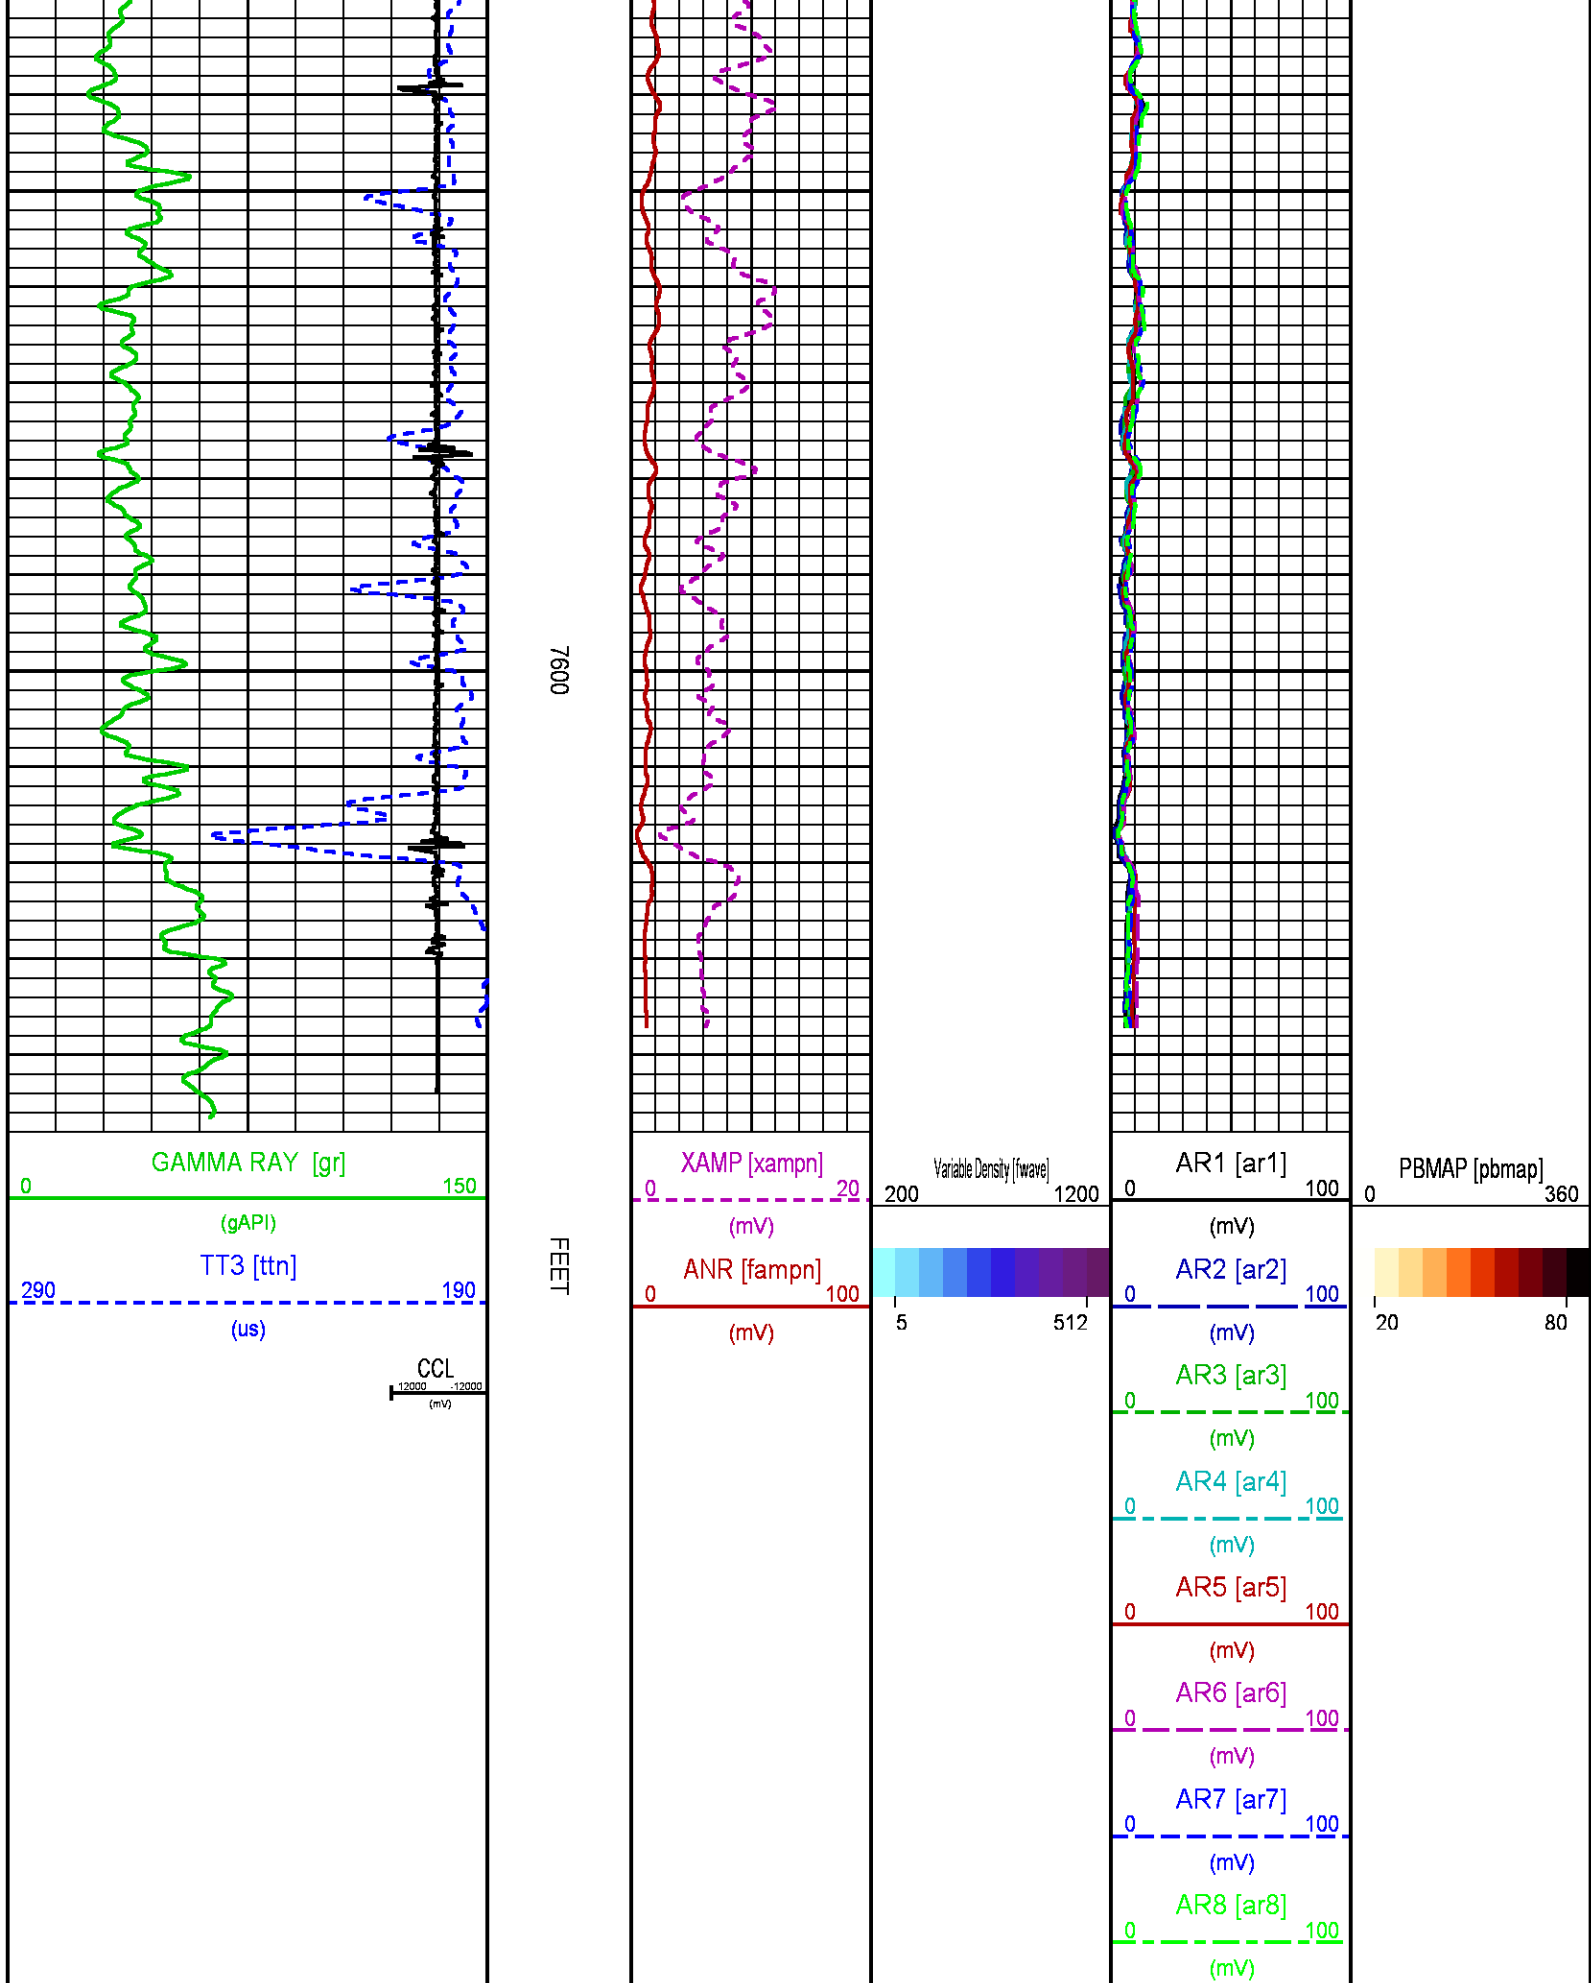 7600
FEET
GAMMA RAY [gr]
0 150
(gAPI)
TT3 [ttn]
290 190
(us)
CCL
12000 -12000
(mV)
XAMP [xampn]
0 20
(mV)
ANR [fampn]
0 100
(mV)
Variable Density [fwave]
200 1200
5 512
AR1 [ar1]
0 100
(mV)
AR2 [ar2]
0 100
(mV)
AR3 [ar3]
0 100
(mV)
AR4 [ar4]
0 100
(mV)
AR5 [ar5]
0 100
(mV)
AR6 [ar6]
0 100
(mV)
AR7 [ar7]
0 100
(mV)
AR8 [ar8]
0 100
(mV)
PBMAP [pbmap]
0 360
20 80